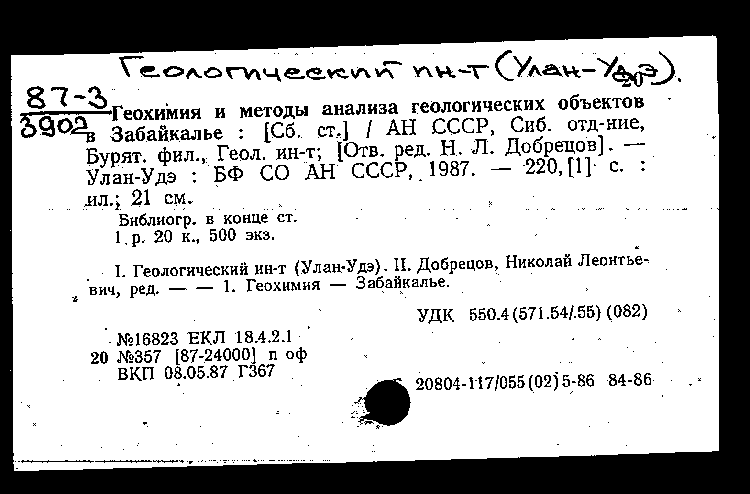 Геологический ин-т (Улан-Удэ).
87-3
3902
Геохимия и методы анализа геологических объектов
в Забайкалье : [Сб. ст.] / АН СССР, Сиб. отд-ние,
Бурят. фил., Геол. ин-т; [Отв. ред. Н. Л. Добрецов]. —
Улан-Удэ : БФ СО АН СССР, 1987. — 220, [1] с. :
ил.; 21 см.
Библиогр. в конце ст.
1 р. 20 к., 500 экз.
I. Геологический ин-т (Улан-Удэ). II. Добрецов, Николай Леонтье-
вич, ред. — — 1. Геохимия — Забайкалье.
УДК 550.4 (571.54/.55) (082)
№16823 ЕКЛ 18.4.2.1
20 №357 [87-24000] п оф
ВКП 08.05.87 Г367
20804-117/055 (02) 5-86 84-86